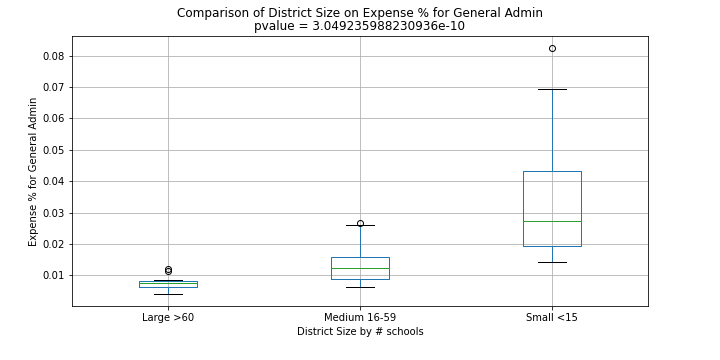 Comparison of District Size on Expense % for General Admin
pvalue = 3.049235988230936e-10
Expense % for General Admin
0.08
0.07
0.06
0.05
0.04
0.03
0.02
0.01
Large >60
Medium 16-59
Small <15
District Size by # schools